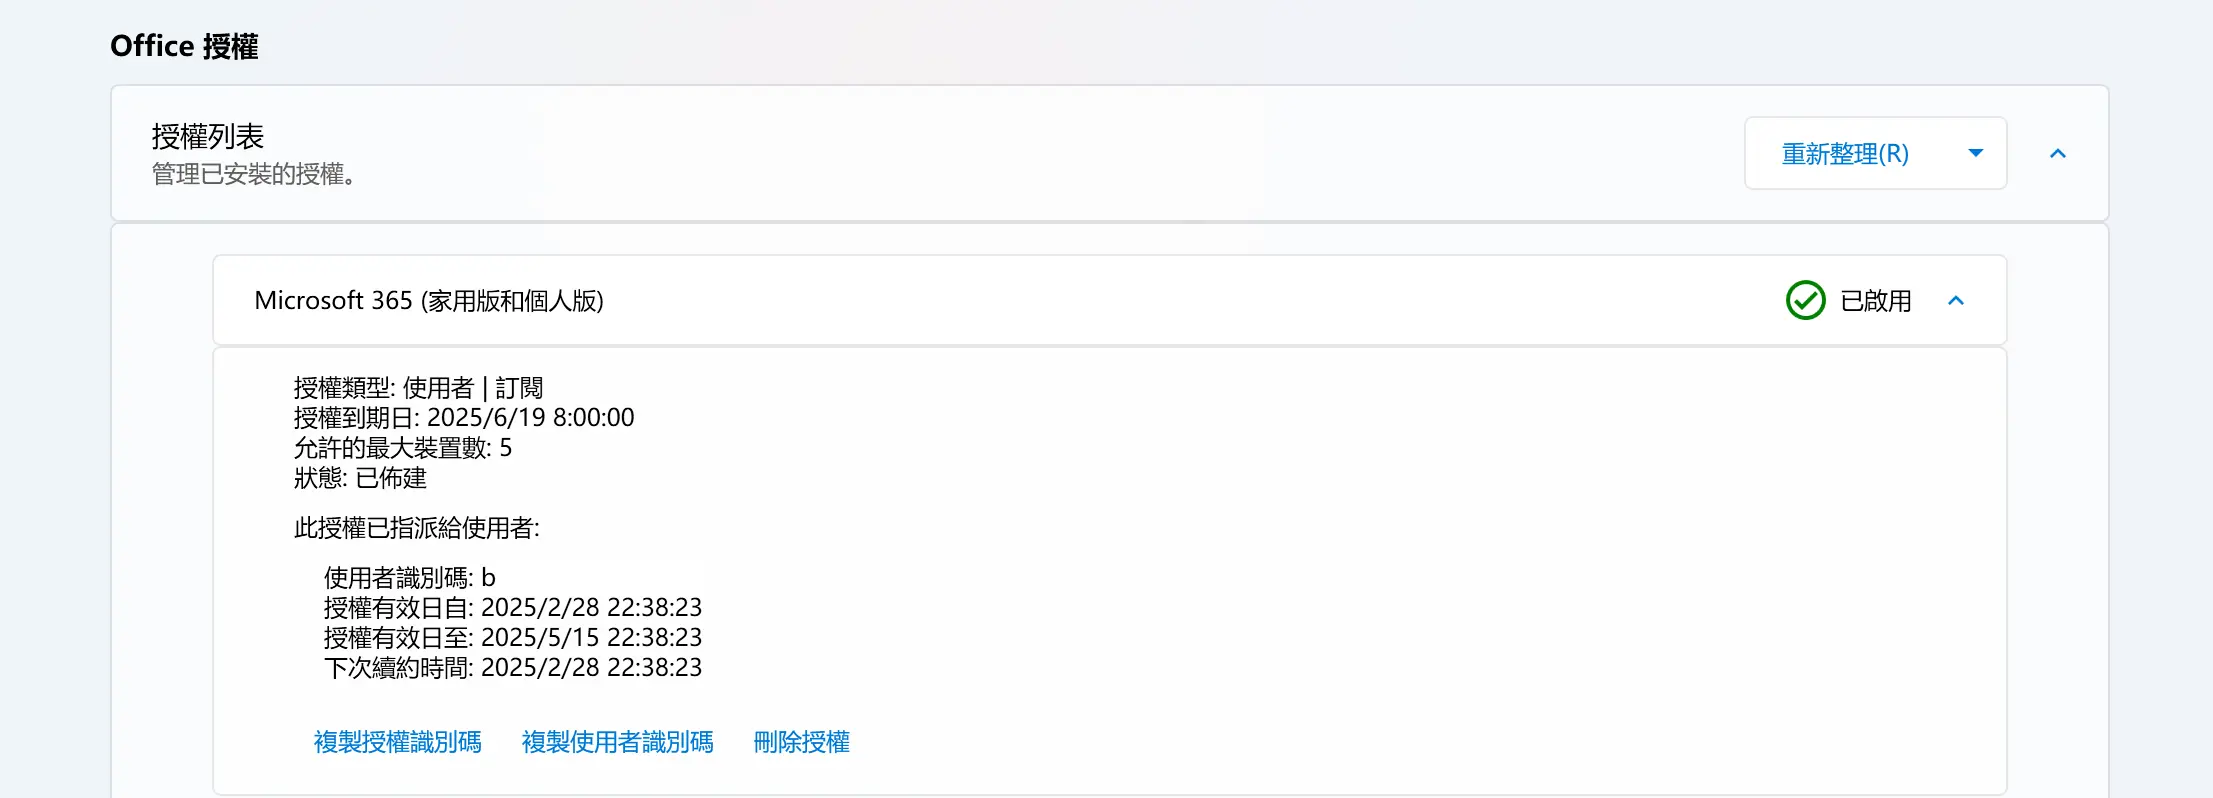 Office 授權
授權列表
管理已安裝的授權。
重新整理(R)
Microsoft 365 (家用版和個人版)
已啟用
授權類型: 使用者 | 訂閱
授權到期日: 2025/6/19 8:00:00
允許的最大裝置數: 5
狀態: 已佈建
此授權已指派給使用者:
使用者識別碼: b
授權有效日自: 2025/2/28 22:38:23
授權有效日至: 2025/5/15 22:38:23
下次續約時間: 2025/2/28 22:38:23
複製授權識別碼 複製使用者識別碼 刪除授權